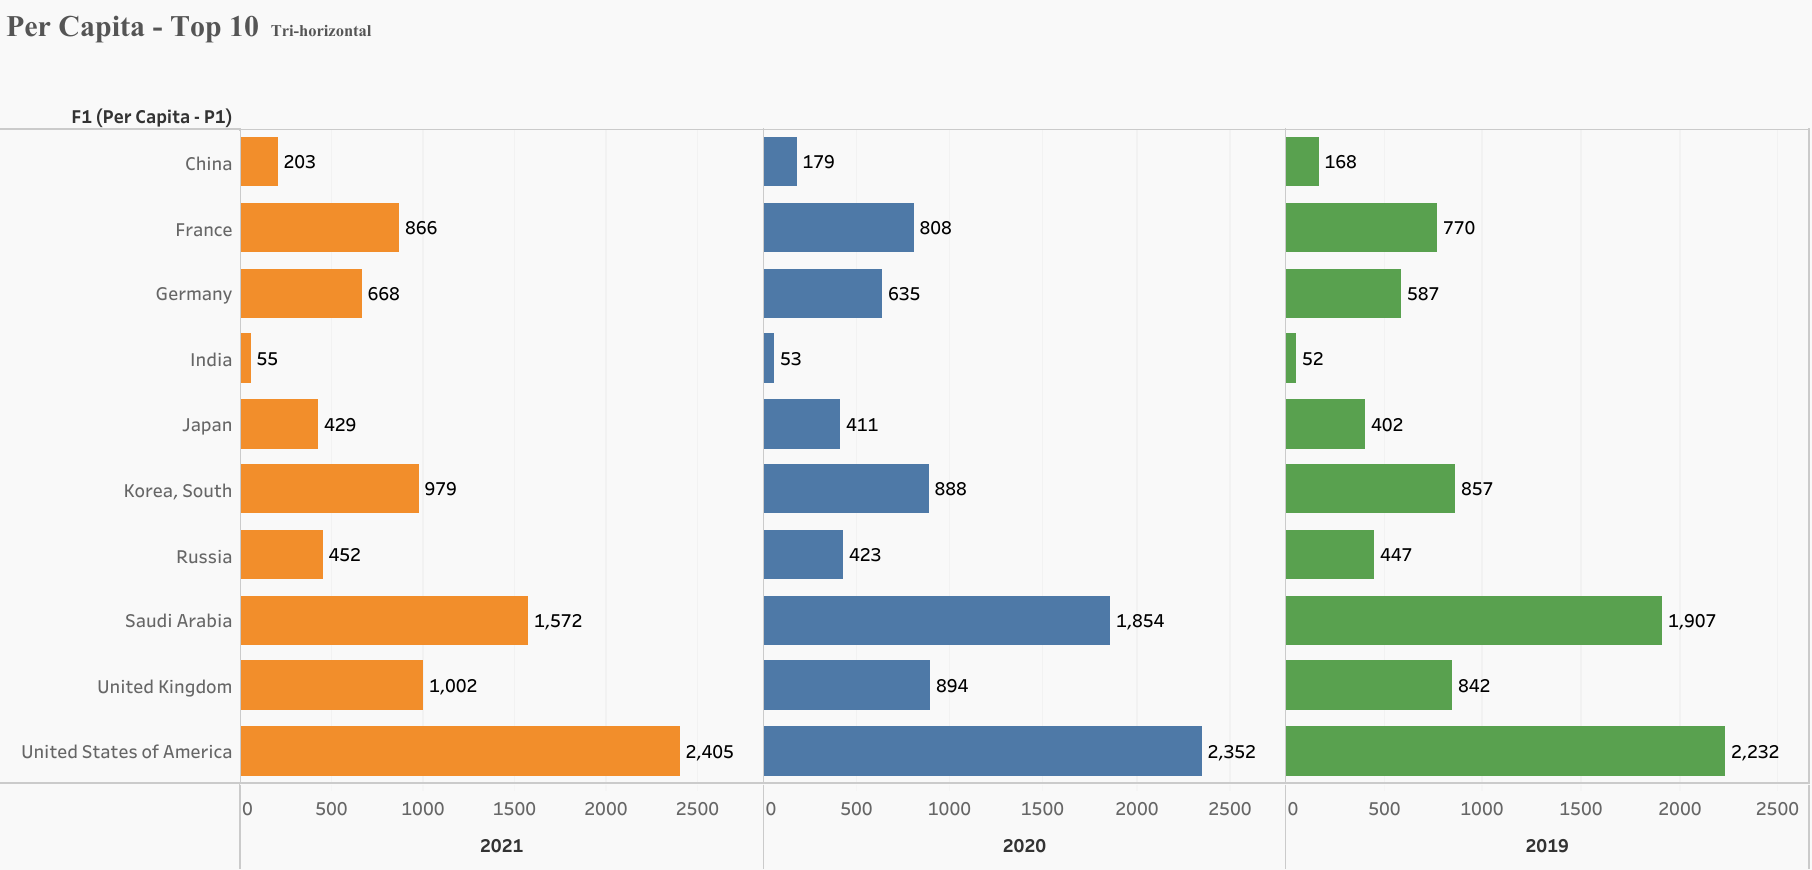 Per Capita - Top 10 Tri-horizontal
F1 (Per Capita - P1)
China 203 179 168
France 866 808 770
Germany 668 635 587
India 55 53 52
Japan 429 411 402
Korea, South 979 888 857
Russia 452 423 447
Saudi Arabia 1,572 1,854 1,907
United Kingdom 1,002 894 842
United States of America 2,405 2,352 2,232
0 500 1000 1500 2000 2500 0 500 1000 1500 2000 2500 0 500 1000 1500 2000 2500
2021 2020 2019